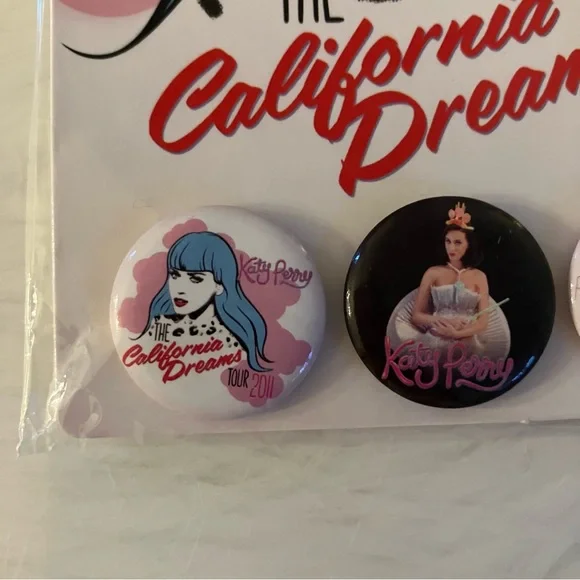 THE
California
Dream
Katy Perry
THE
California
Dreams
TOUR 2011
Katy Perry